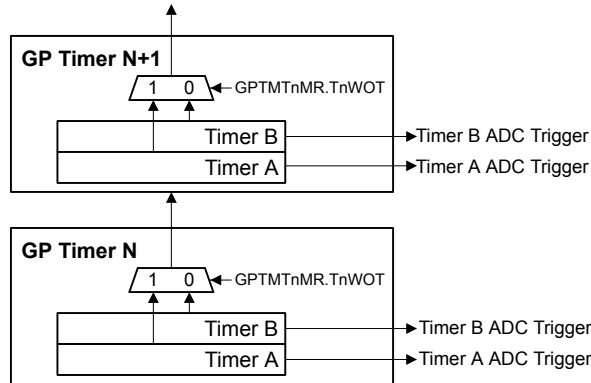 GP Timer N+1
1 0
GPTMTnMR.TnWOT
Timer B
Timer B ADC Trigger
Timer A
Timer A ADC Trigger
GP Timer N
1 0
GPTMTnMR.TnWOT
Timer B
Timer B ADC Trigger
Timer A
Timer A ADC Trigger